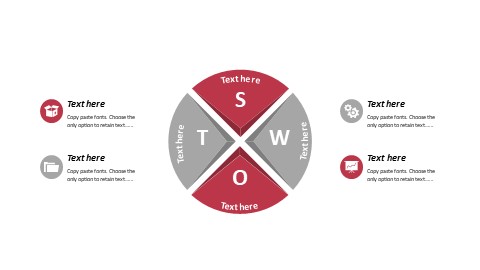 Text here
Copy paste fonts. Choose the
only option to retain text......
Text here
Copy paste fonts. Choose the
only option to retain text......
Text here
S
Text here
T
W
Text here
O
Text here
Text here
Copy paste fonts. Choose the
only option to retain text......
Text here
Copy paste fonts. Choose the
only option to retain text......